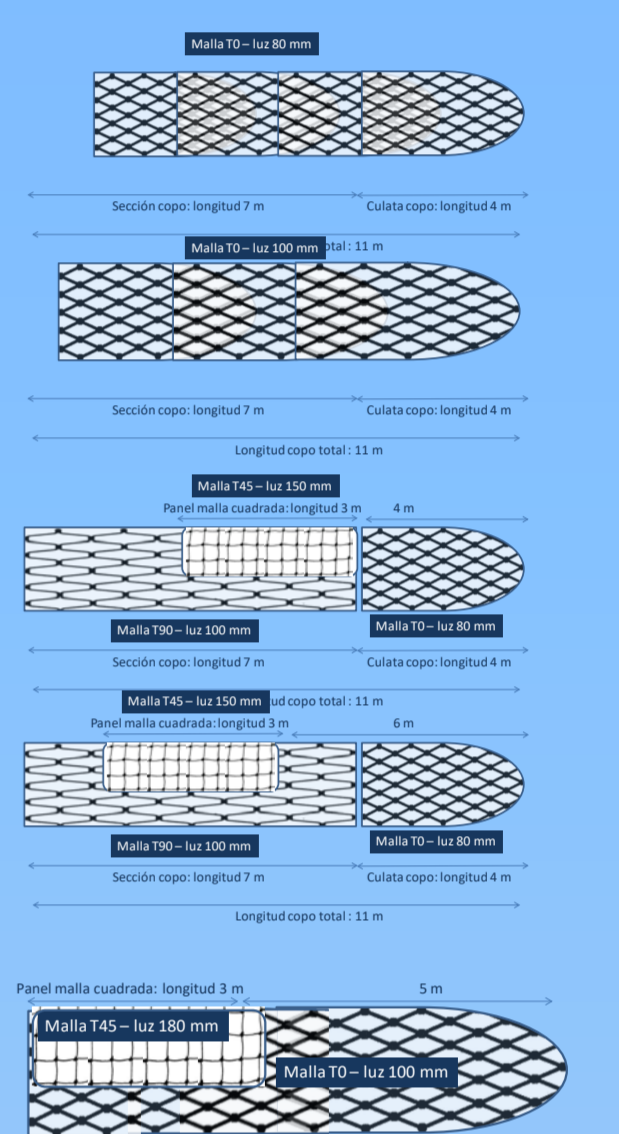 Malla T0 – luz 80 mm
Sección copo: longitud 7 m
Culata copo: longitud 4 m
otal : 11 m
Malla T0 – luz 100 mm
Sección copo: longitud 7 m
Culata copo: longitud 4 m
Longitud copo total : 11 m
Malla T45 – luz 150 mm
Panel malla cuadrada: longitud 3 m
4 m
Malla T90 – luz 100 mm
Malla T0 – luz 80 mm
Sección copo: longitud 7 m
Culata copo: longitud 4 m
ud copo total : 11 m
Malla T45 – luz 150 mm
Panel malla cuadrada: longitud 3 m
6 m
Malla T90 – luz 100 mm
Malla T0 – luz 80 mm
Sección copo: longitud 7 m
Culata copo: longitud 4 m
Longitud copo total : 11 m
Panel malla cuadrada: longitud 3 m
5 m
Malla T45 – luz 180 mm
Malla T0 – luz 100 mm